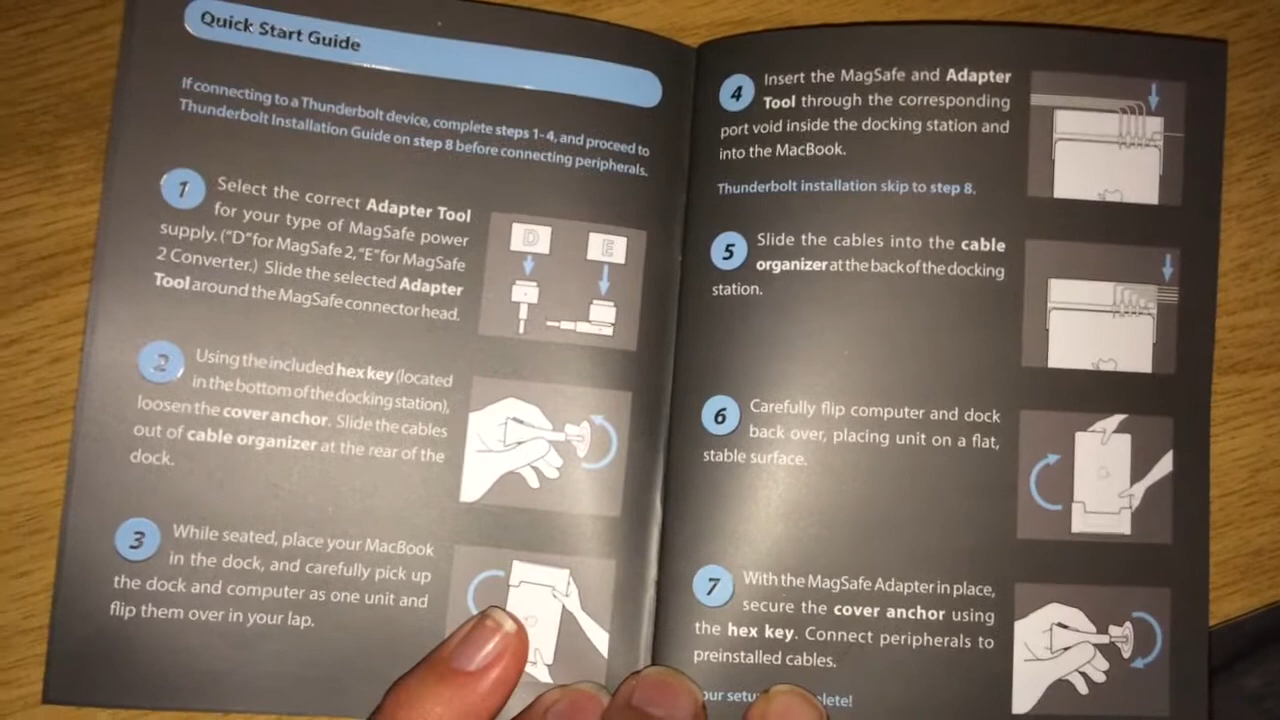 Quick Start Guide
If connecting to a Thunderbolt device, complete steps 1-4, and proceed to
Thunderbolt Installation Guide on step 8 before connecting peripherals.
1
Select the correct Adapter Tool
for your type of MagSafe power
supply. ("D" for MagSafe 2, "E" for MagSafe
2 Converter.) Slide the selected Adapter
Tool around the MagSafe connector head.
D E
2
Using the included hex key (located
in the bottom of the docking station),
loosen the cover anchor. Slide the cables
out of cable organizer at the rear of the
dock.
3
While seated, place your MacBook
in the dock, and carefully pick up
the dock and computer as one unit and
flip them over in your lap.
4
Insert the MagSafe and Adapter
Tool through the corresponding
port void inside the docking station and
into the MacBook.
Thunderbolt installation skip to step 8.
5
Slide the cables into the cable
organizer at the back of the docking
station.
6
Carefully flip computer and dock
back over, placing unit on a flat,
stable surface.
7
With the MagSafe Adapter in place,
secure the cover anchor using
the hex key. Connect peripherals to
preinstalled cables.